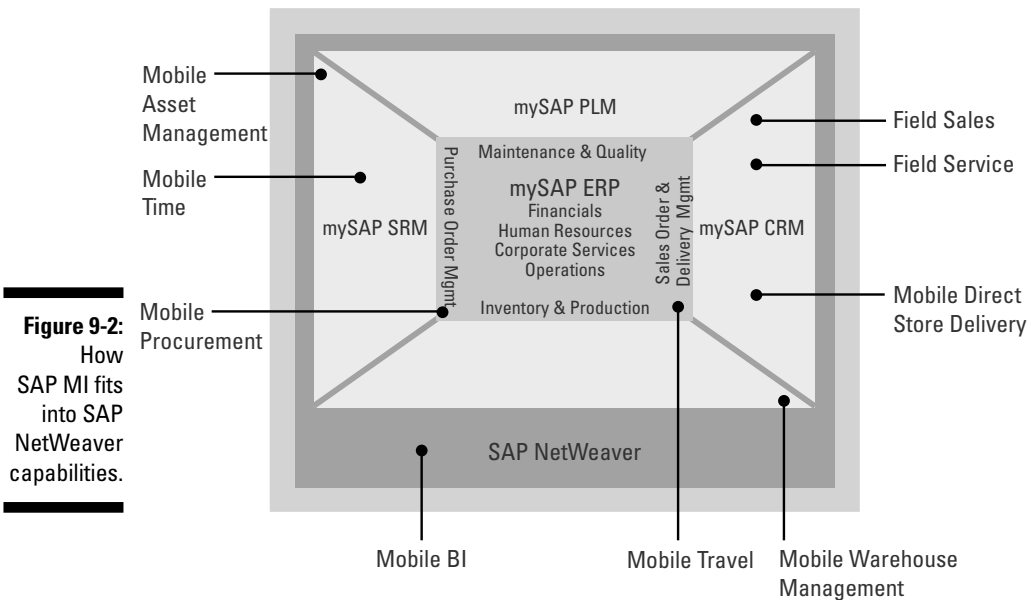 Mobile
Asset
Management
Mobile
Time
Mobile
Procurement
mySAP PLM
mySAP SRM
Purchase Order Mgmt
Maintenance & Quality
mySAP ERP
Financials
Human Resources
Corporate Services
Operations
Inventory & Production
Sales Order &
Delivery Mgmt
mySAP CRM
Field Sales
Field Service
Mobile Direct
Store Delivery
SAP NetWeaver
Mobile BI
Mobile Travel
Mobile Warehouse
Management
Figure 9-2:
How
SAP MI fits
into SAP
NetWeaver
capabilities.